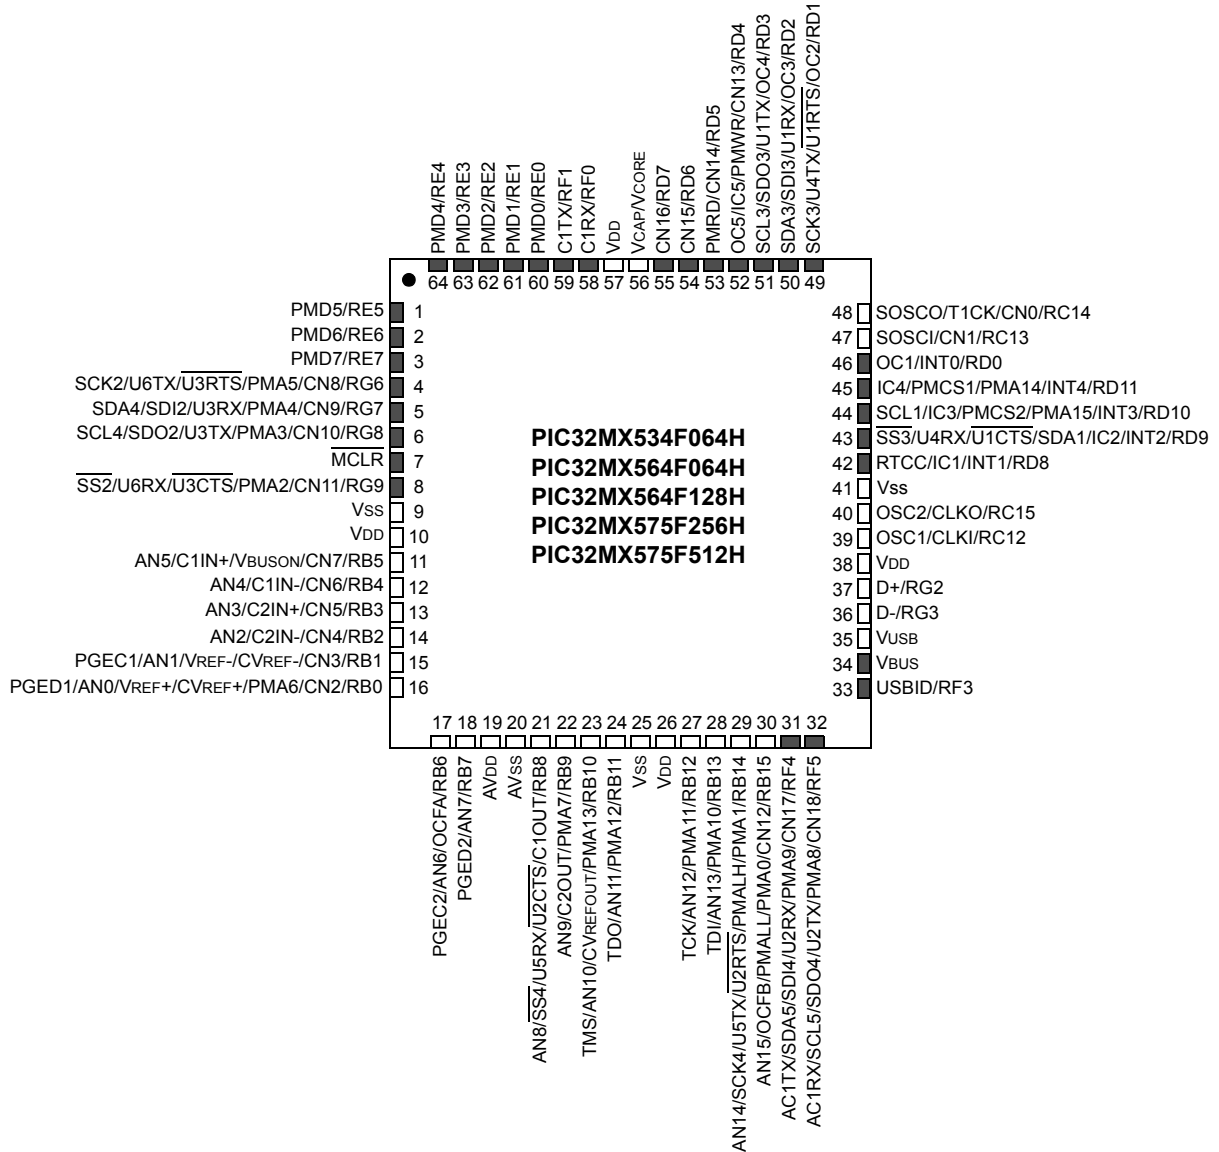 PMD4/RE4
PMD3/RE3
PMD2/RE2
PMD1/RE1
PMD0/RE0
C1TX/RF1
C1RX/RF0
VDD
VCAP/VCORE
CN16/RD7
CN15/RD6
PMRD/CN14/RD5
OC5/IC5/PMWR/CN13/RD4
SCL3/SDO3/U1TX/OC4/RD3
SDA3/SDI3/U1RX/OC3/RD2
SCK3/U4TX/U1RTS/OC2/RD1
64 63 62 61 60 59 58 57 56 55 54 53 52 51 50 49
PMD5/RE5 1
PMD6/RE6 2
PMD7/RE7 3
SCK2/U6TX/U3RTS/PMA5/CN8/RG6 4
SDA4/SDI2/U3RX/PMA4/CN9/RG7 5
SCL4/SDO2/U3TX/PMA3/CN10/RG8 6
MCLR 7
SS2/U6RX/U3CTS/PMA2/CN11/RG9 8
VSS 9
VDD 10
AN5/C1IN+/VBUSON/CN7/RB5 11
AN4/C1IN-/CN6/RB4 12
AN3/C2IN+/CN5/RB3 13
AN2/C2IN-/CN4/RB2 14
PGEC1/AN1/VREF-/CVREF-/CN3/RB1 15
PGED1/AN0/VREF+/CVREF+/PMA6/CN2/RB0 16
PIC32MX534F064H
PIC32MX564F064H
PIC32MX564F128H
PIC32MX575F256H
PIC32MX575F512H
48 SOSCO/T1CK/CN0/RC14
47 SOSCI/CN1/RC13
46 OC1/INT0/RD0
45 IC4/PMCS1/PMA14/INT4/RD11
44 SCL1/IC3/PMCS2/PMA15/INT3/RD10
43 SS3/U4RX/U1CTS/SDA1/IC2/INT2/RD9
42 RTCC/IC1/INT1/RD8
41 Vss
40 OSC2/CLKO/RC15
39 OSC1/CLKI/RC12
38 VDD
37 D+/RG2
36 D-/RG3
35 VUSB
34 VBUS
33 USBID/RF3
17 18 19 20 21 22 23 24 25 26 27 28 29 30 31 32
PGEC2/AN6/OCFA/RB6
PGED2/AN7/RB7
AVDD
AVSS
AN8/SS4/U5RX/U2CTS/C1OUT/RB8
AN9/C2OUT/PMA7/RB9
TMS/AN10/CVREFOUT/PMA13/RB10
TDO/AN11/PMA12/RB11
VSS
VDD
TCK/AN12/PMA11/RB12
TDI/AN13/PMA10/RB13
AN14/SCK4/U5TX/U2RTS/PMALH/PMA1/RB14
AN15/OCFB/PMALL/PMA0/CN12/RB15
AC1TX/SDA5/SDI4/U2RX/PMA9/CN17/RF4
AC1RX/SCL5/SDO4/U2TX/PMA8/CN18/RF5